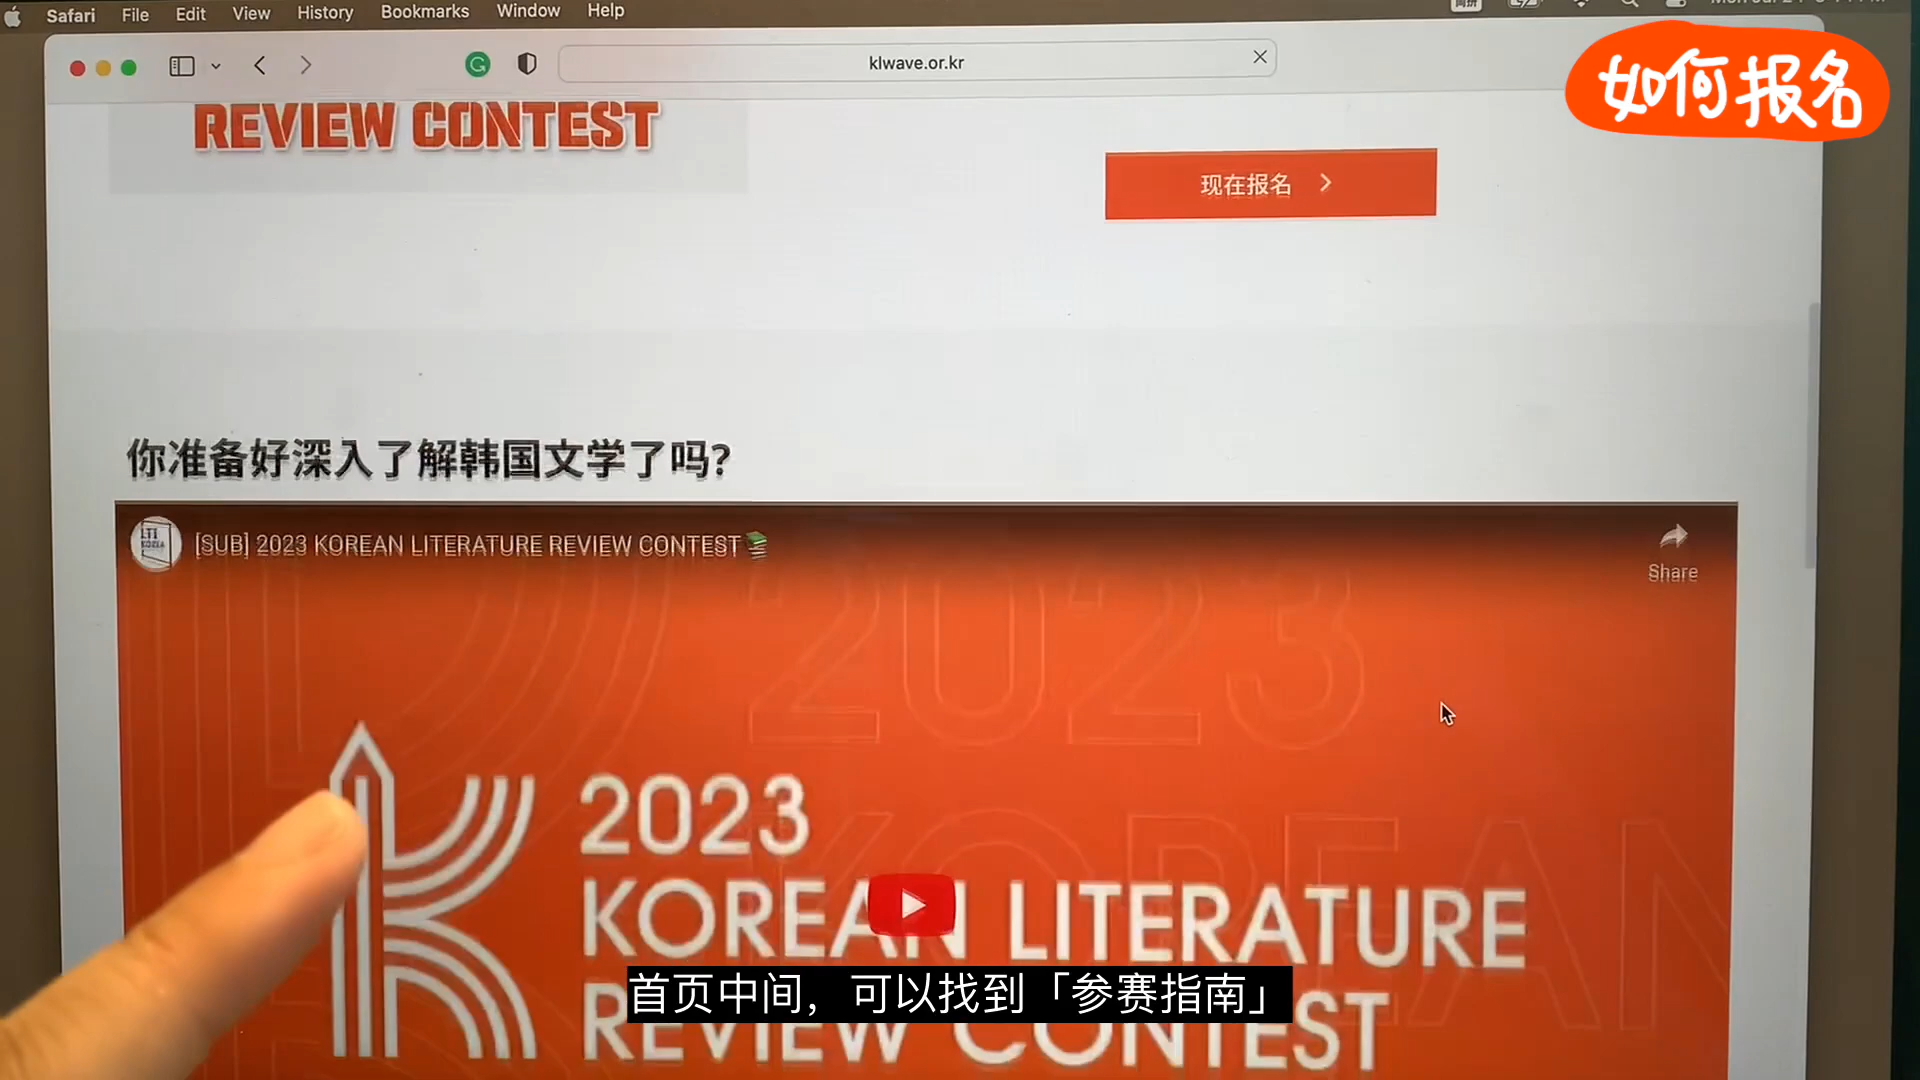 Safari File Edit View History Bookmarks Window Help
klwave.or.kr
如何报名
REVIEW CONTEST
现在报名
你准备好深入了解韩国文学了吗?
LTI KOREA
[SUB] 2023 KOREAN LITERATURE REVIEW CONTEST
Share
2023
2023
KOREAN LITERATURE
KOREAN
首页中间，可以找到「参赛指南」
REVIEW CONTEST